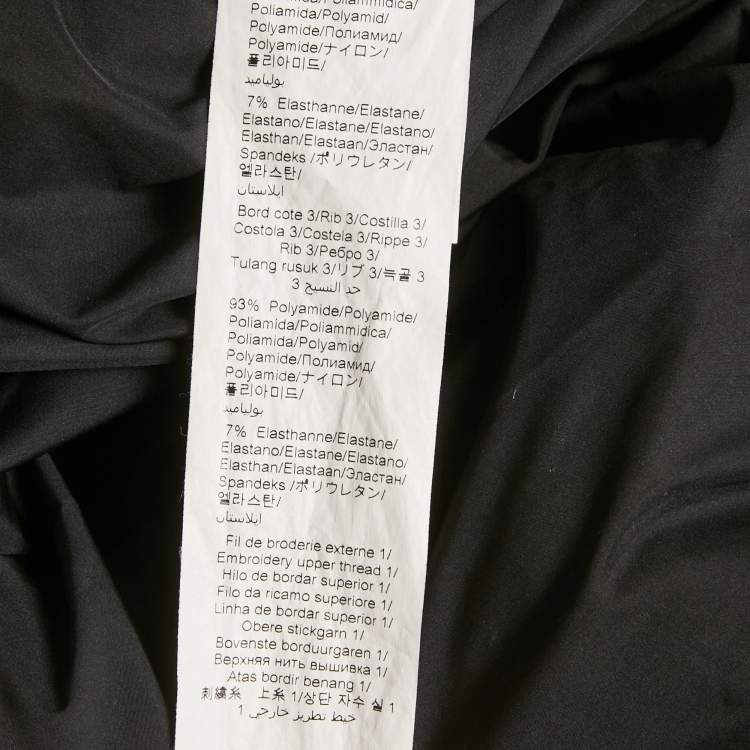 Poliamida/Polyamid/
Polyamide/Полиамид/
Polyamide/ナイロン/
폴리아미드/
بولياميد
7% Elasthanne/Elastane/
Elastano/Elastane/Elastano/
Elasthan/Elastaan/Эластан/
Spandeks /ポリウレタン/
엘라스탄/
ايلاستان
Bord cote 3/Rib 3/Costilla 3/
Costola 3/Costela 3/Rippe 3/
Rib 3/Ребро 3/
Tulang rusuk 3/リブ 3/늑골 3
حد النسيج 3
93% Polyamide/Polyamide/
Poliamida/Poliammidica/
Poliamida/Polyamid/
Polyamide/Полиамид/
Polyamide/ナイロン/
폴리아미드/
بولياميد
7% Elasthanne/Elastane/
Elastano/Elastane/Elastano/
Elasthan/Elastaan/Эластан/
Spandeks /ポリウレタン/
엘라스탄/
ايلاستان
Fil de broderie externe 1/
Embroidery upper thread 1/
Hilo de bordar superior 1/
Filo da ricamo superiore 1/
Linha de bordar superior 1/
Obere stickgarn 1/
Bovenste borduurgaren 1/
Верхняя нить вышивка 1/
Atas bordir benang 1/
刺繍糸 上糸 1/상단 자수 실 1
خيط تطريز خارجي 1